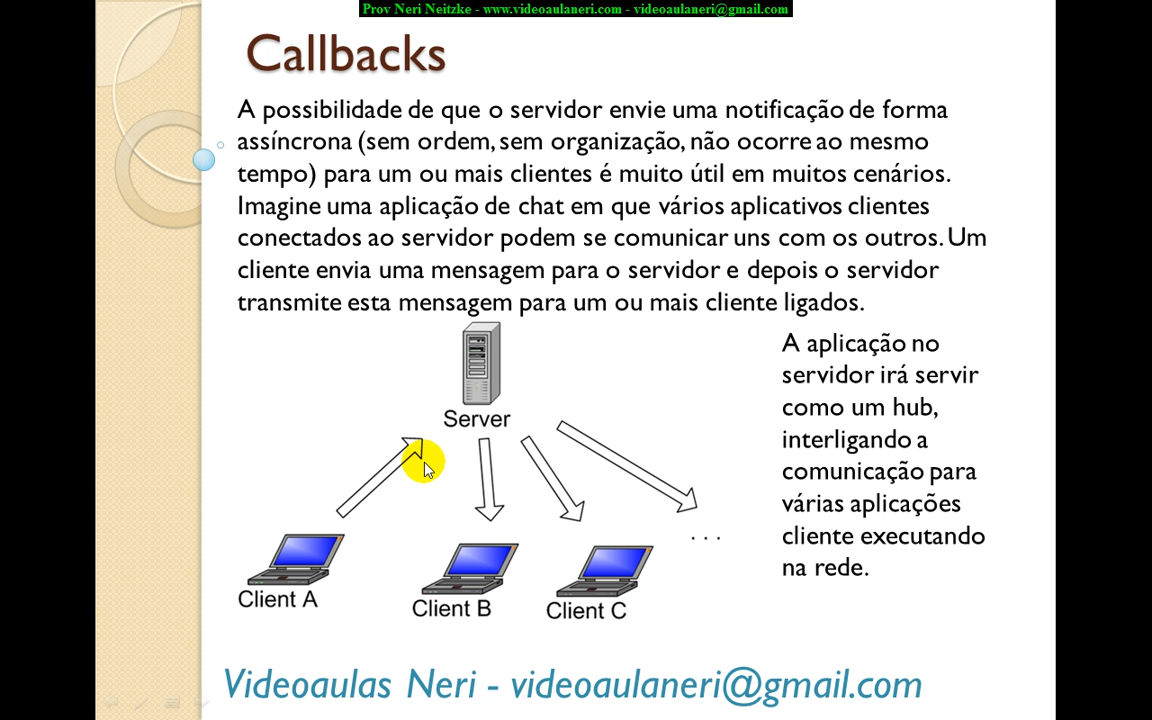 Prov Neri Neitzke - www.videoaulaneri.com - videoaulaneri@gmail.com
Callbacks
A possibilidade de que o servidor envie uma notificação de forma
assíncrona (sem ordem, sem organização, não ocorre ao mesmo
tempo) para um ou mais clientes é muito útil em muitos cenários.
Imagine uma aplicação de chat em que vários aplicativos clientes
conectados ao servidor podem se comunicar uns com os outros. Um
cliente envia uma mensagem para o servidor e depois o servidor
transmite esta mensagem para um ou mais cliente ligados.
Server
A aplicação no
servidor irá servir
como um hub,
interligando a
comunicação para
várias aplicações
cliente executando
na rede.
. . .
Client A
Client B
Client C
Videoaulas Neri - videoaulaneri@gmail.com